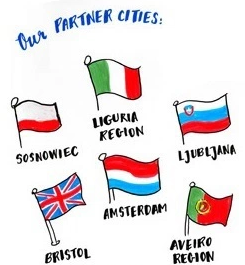 Our PARTNER CITIES:
LIGURIA
REGION
SOSNOWIEC
LJUBLJANA
AMSTERDAM
BRISTOL
AVEIRO
REGION